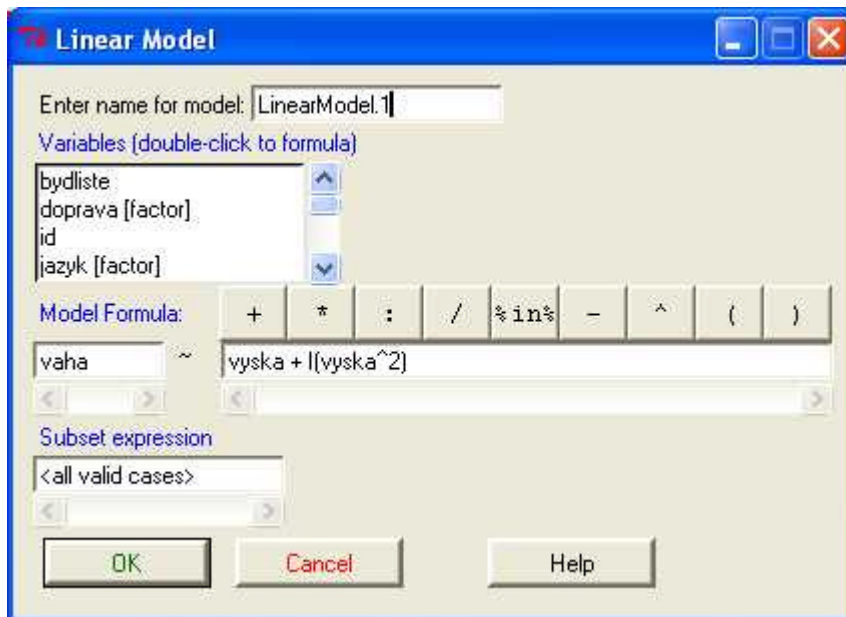 Linear Model
Enter name for model: LinearModel.1
Variables (double-click to formula)
bydliste
doprava [factor]
id
jazyk [factor]
Model Formula: + * : / %in% - ^ ( )
vaha ~ vyska + I(vyska^2)
Subset expression
<all valid cases>
OK Cancel Help